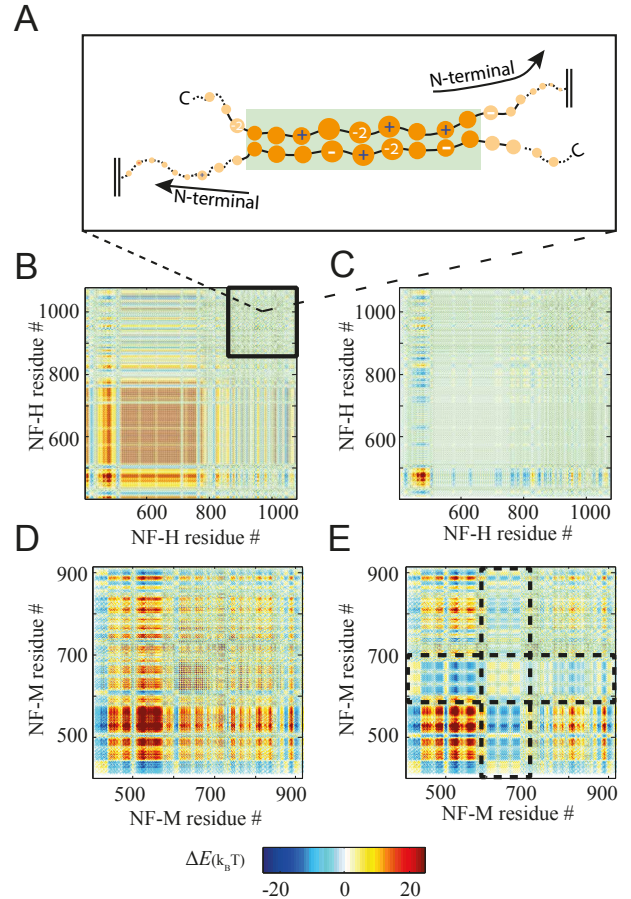 A
N-terminal
C
-2
+
-2
+
+
-
-
+
-2
-
C
N-terminal
B
C
1000
800
600
NF-H residue #
600
800
1000
NF-H residue #
1000
800
600
NF-H residue #
600
800
1000
NF-H residue #
D
E
900
700
500
NF-M residue #
500
700
900
NF-M residue #
900
700
500
NF-M residue #
500
700
900
NF-M residue #
ΔE(k_BT)
-20
0
20